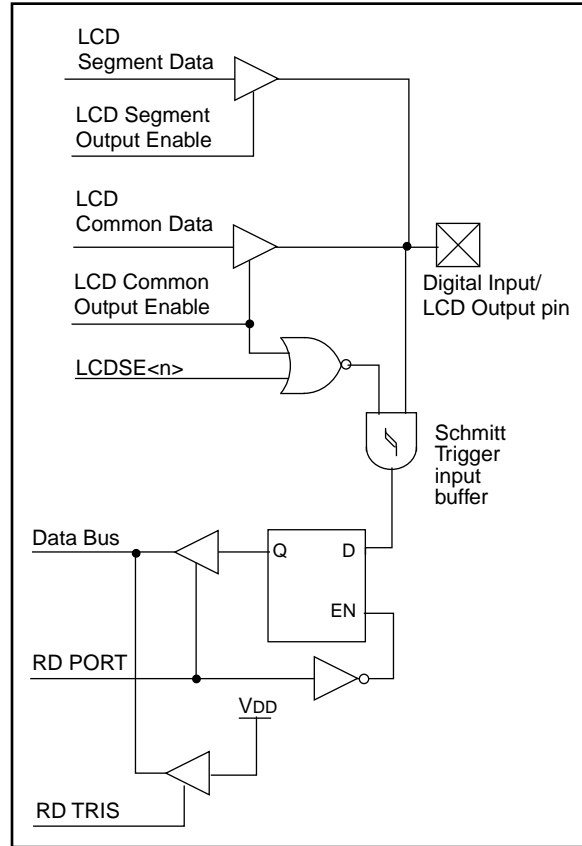 LCD
Segment Data
LCD Segment
Output Enable
LCD
Common Data
LCD Common
Output Enable
Digital Input/
LCD Output pin
LCDSE<n>
Schmitt
Trigger
input
buffer
Data Bus
Q
D
EN
RD PORT
VDD
RD TRIS